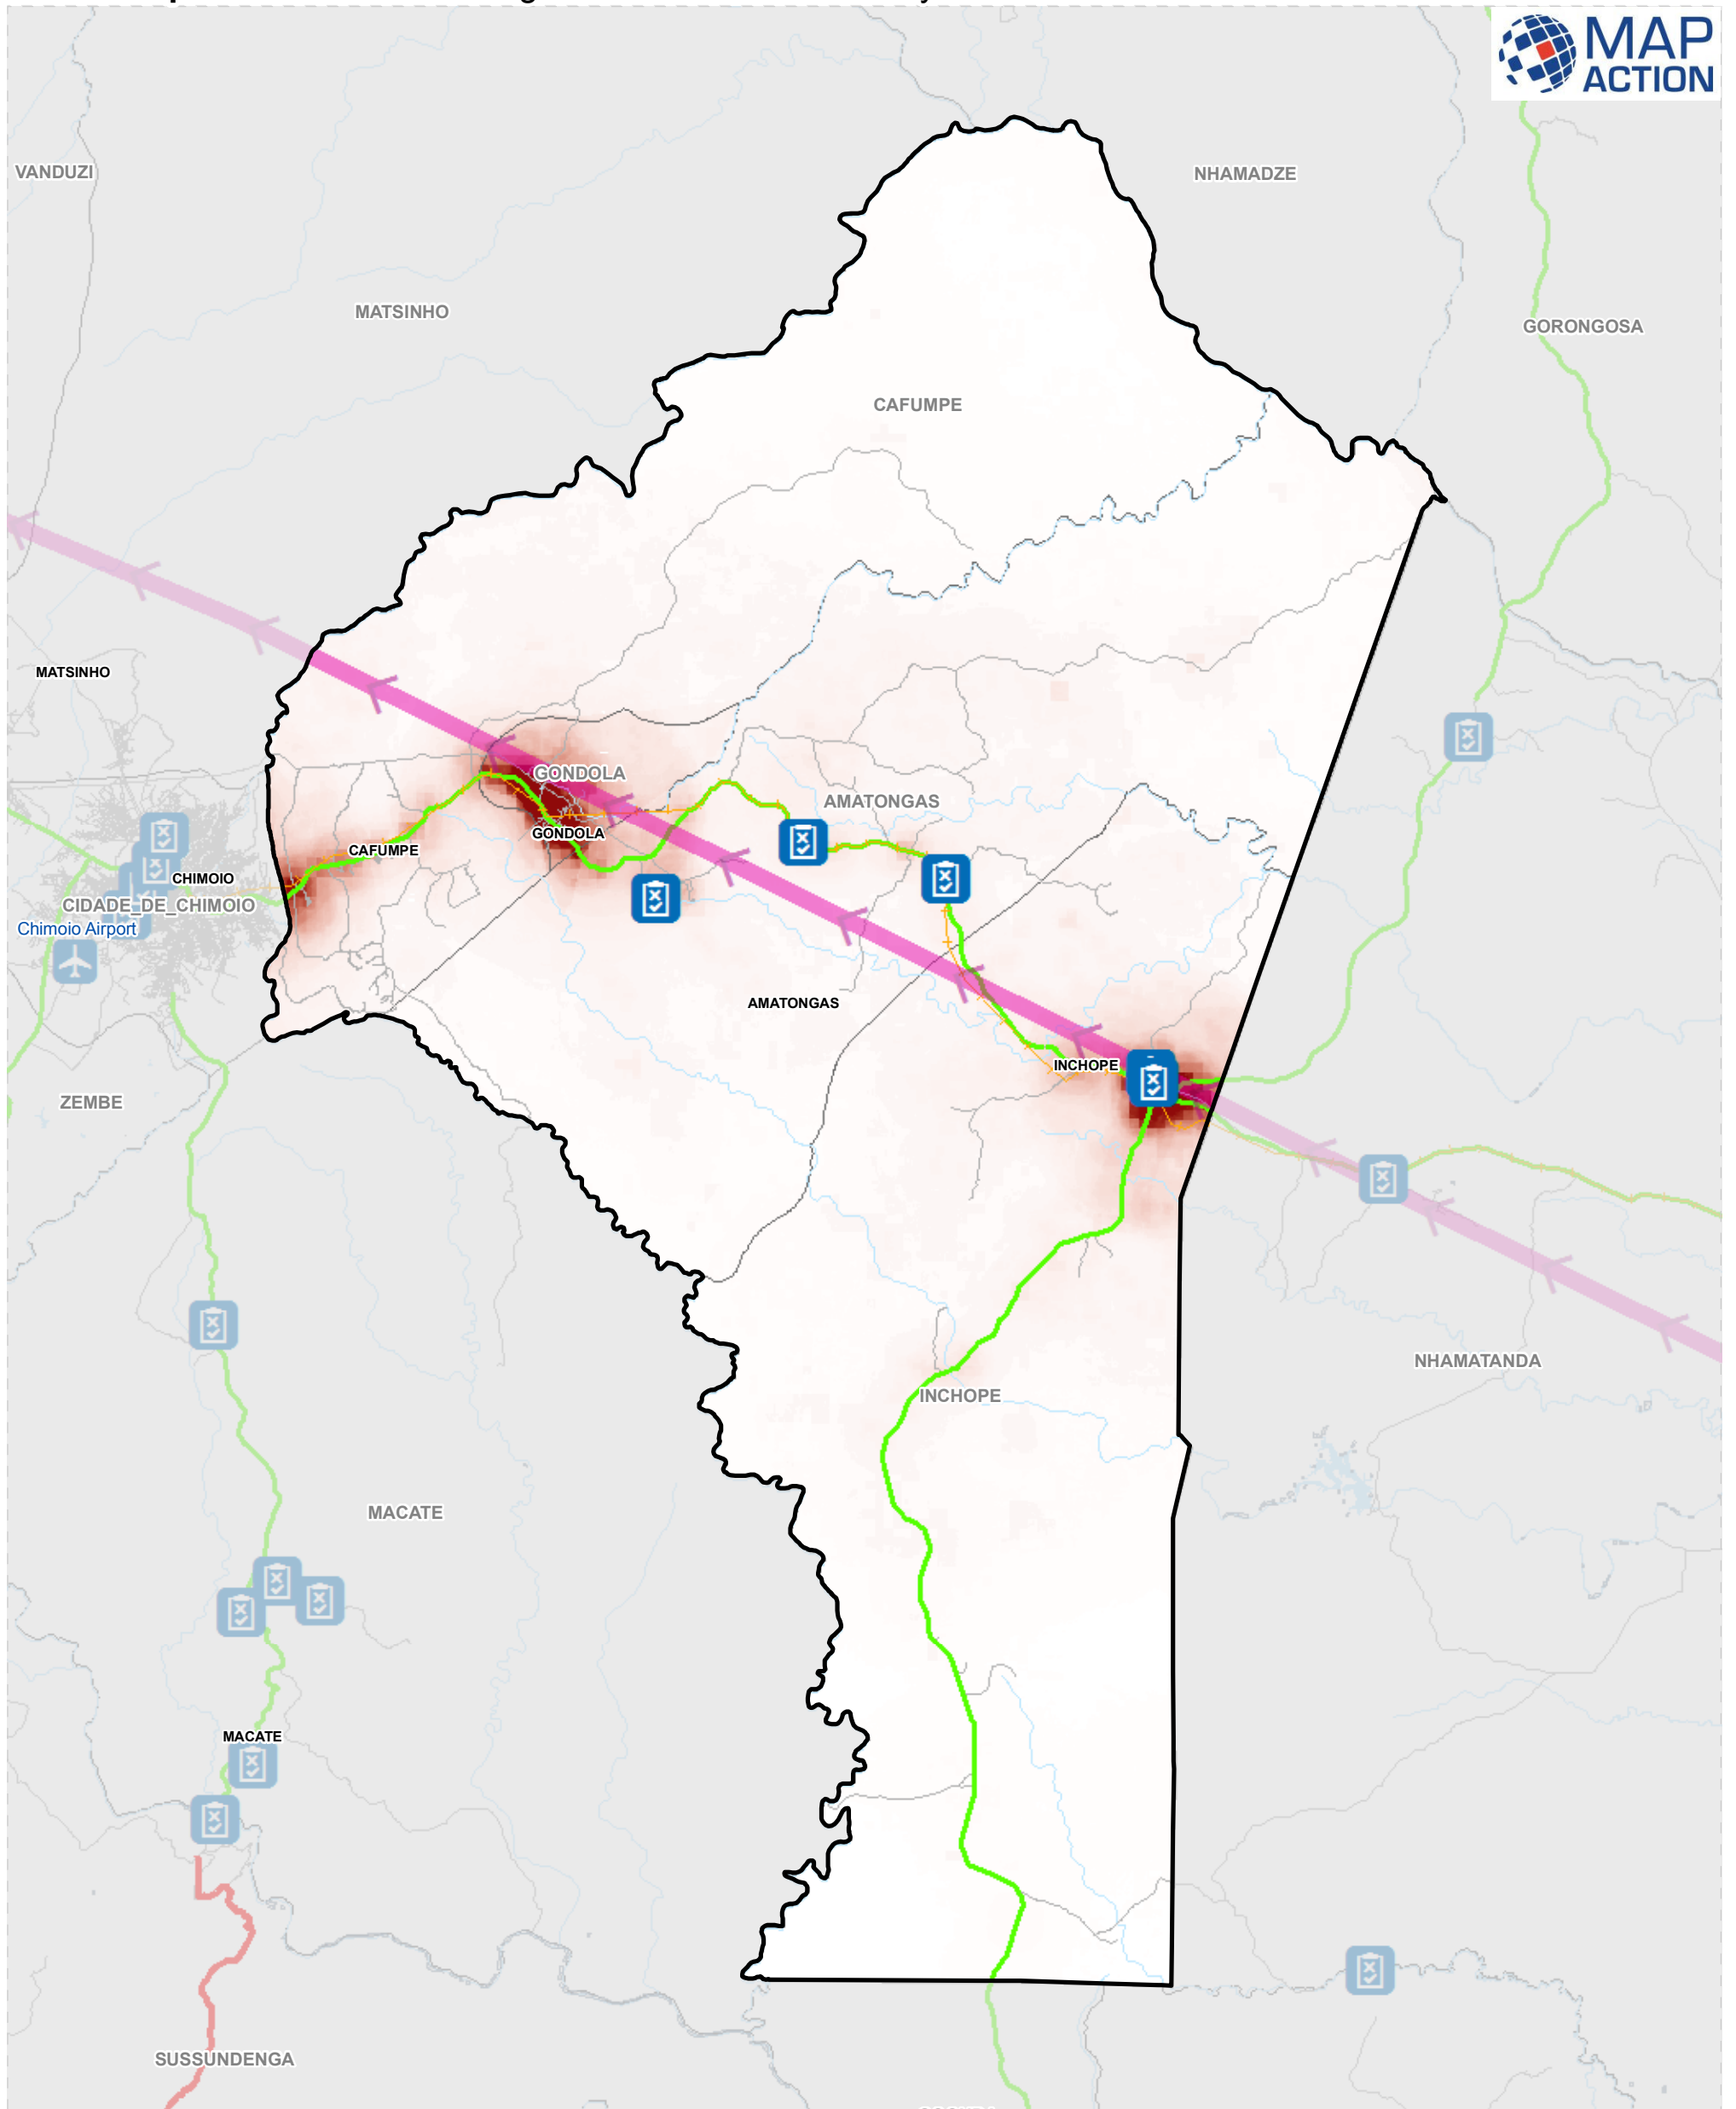 MAP
ACTION
VANDUZI
NHAMADZE
MATSINHO
GORONGOSA
CAFUMPE
MATSINHO
GONDOLA
AMATONGAS
GONDOLA
CAFUMPE
CHIMOIO
CIDADE_DE_CHIMOIO
Chimoio Airport
AMATONGAS
INCHOPE
ZEMBE
NHAMATANDA
INCHOPE
MACATE
MACATE
SUSSUNDENGA